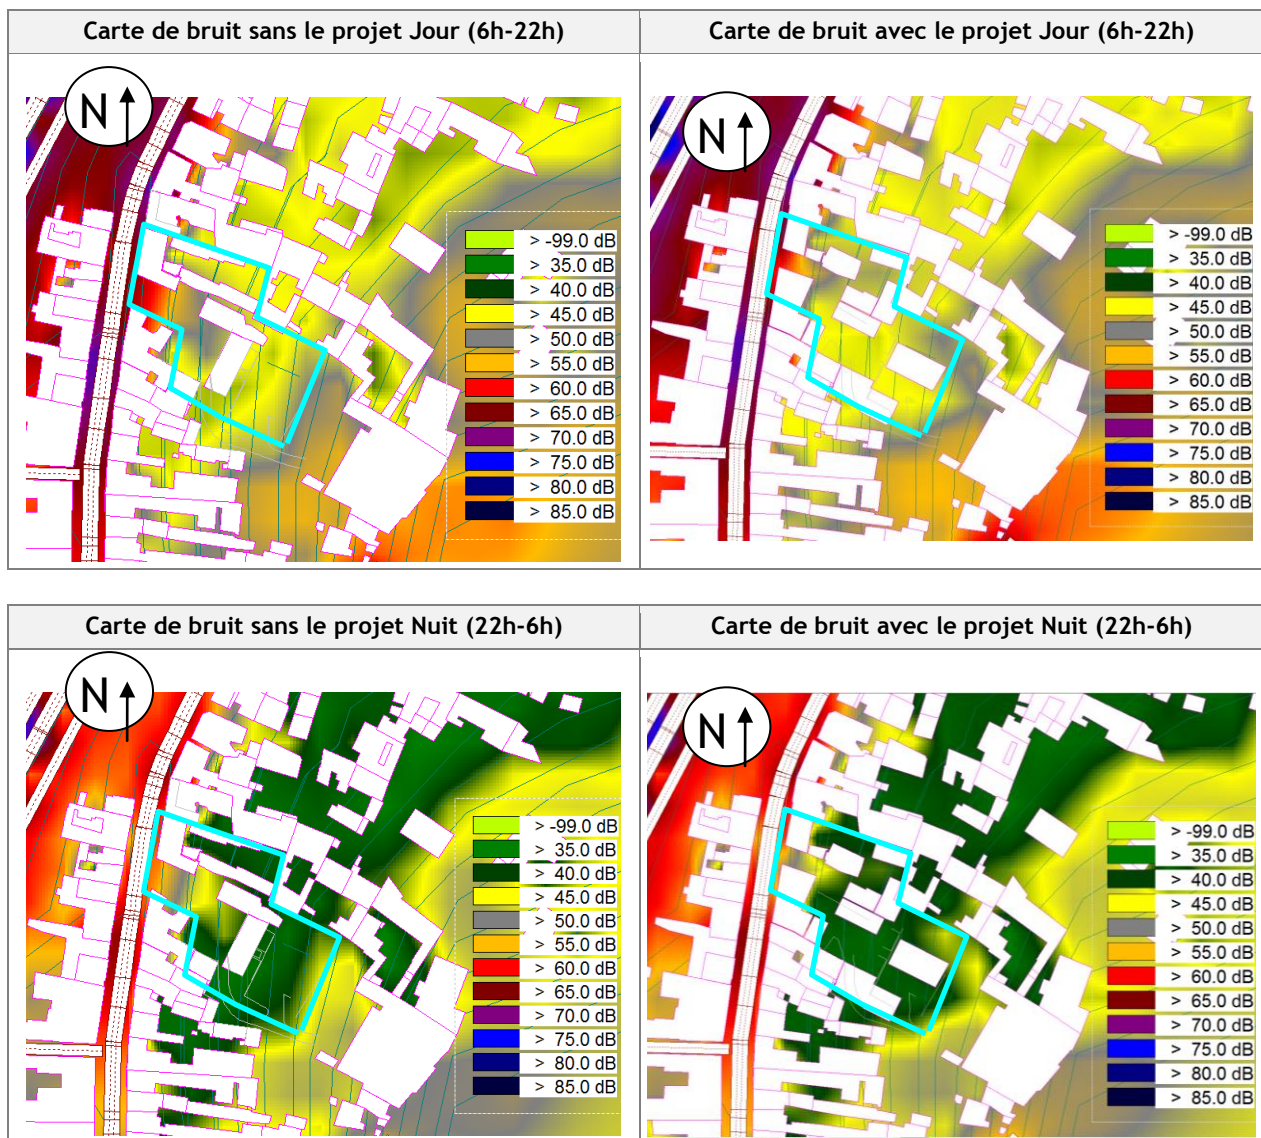 Carte de bruit sans le projet Jour (6h-22h)
Carte de bruit avec le projet Jour (6h-22h)
N
> -99.0 dB
> 35.0 dB
> 40.0 dB
> 45.0 dB
> 50.0 dB
> 55.0 dB
> 60.0 dB
> 65.0 dB
> 70.0 dB
> 75.0 dB
> 80.0 dB
> 85.0 dB
N
> -99.0 dB
> 35.0 dB
> 40.0 dB
> 45.0 dB
> 50.0 dB
> 55.0 dB
> 60.0 dB
> 65.0 dB
> 70.0 dB
> 75.0 dB
> 80.0 dB
> 85.0 dB
Carte de bruit sans le projet Nuit (22h-6h)
Carte de bruit avec le projet Nuit (22h-6h)
N
> -99.0 dB
> 35.0 dB
> 40.0 dB
> 45.0 dB
> 50.0 dB
> 55.0 dB
> 60.0 dB
> 65.0 dB
> 70.0 dB
> 75.0 dB
> 80.0 dB
> 85.0 dB
N
> -99.0 dB
> 35.0 dB
> 40.0 dB
> 45.0 dB
> 50.0 dB
> 55.0 dB
> 60.0 dB
> 65.0 dB
> 70.0 dB
> 75.0 dB
> 80.0 dB
> 85.0 dB